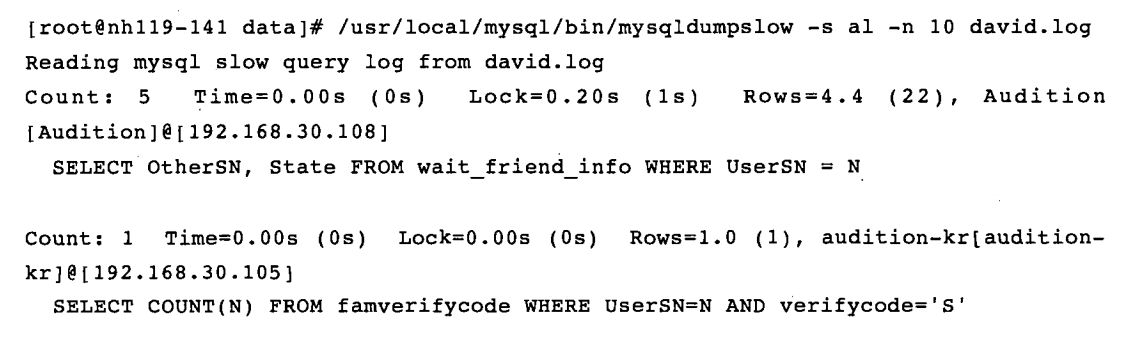 [root@nh119-141 data]# /usr/local/mysql/bin/mysqldumpslow -s al -n 10 david.log
Reading mysql slow query log from david.log
Count: 5 Time=0.00s (0s) Lock=0.20s (1s) Rows=4.4 (22), Audition
[Audition]@[192.168.30.108]
SELECT OtherSN, State FROM wait_friend_info WHERE UserSN = N
Count: 1 Time=0.00s (0s) Lock=0.00s (0s) Rows=1.0 (1), audition-kr[audition-
kr]@[192.168.30.105]
SELECT COUNT(N) FROM famverifycode WHERE UserSN=N AND verifycode='S'